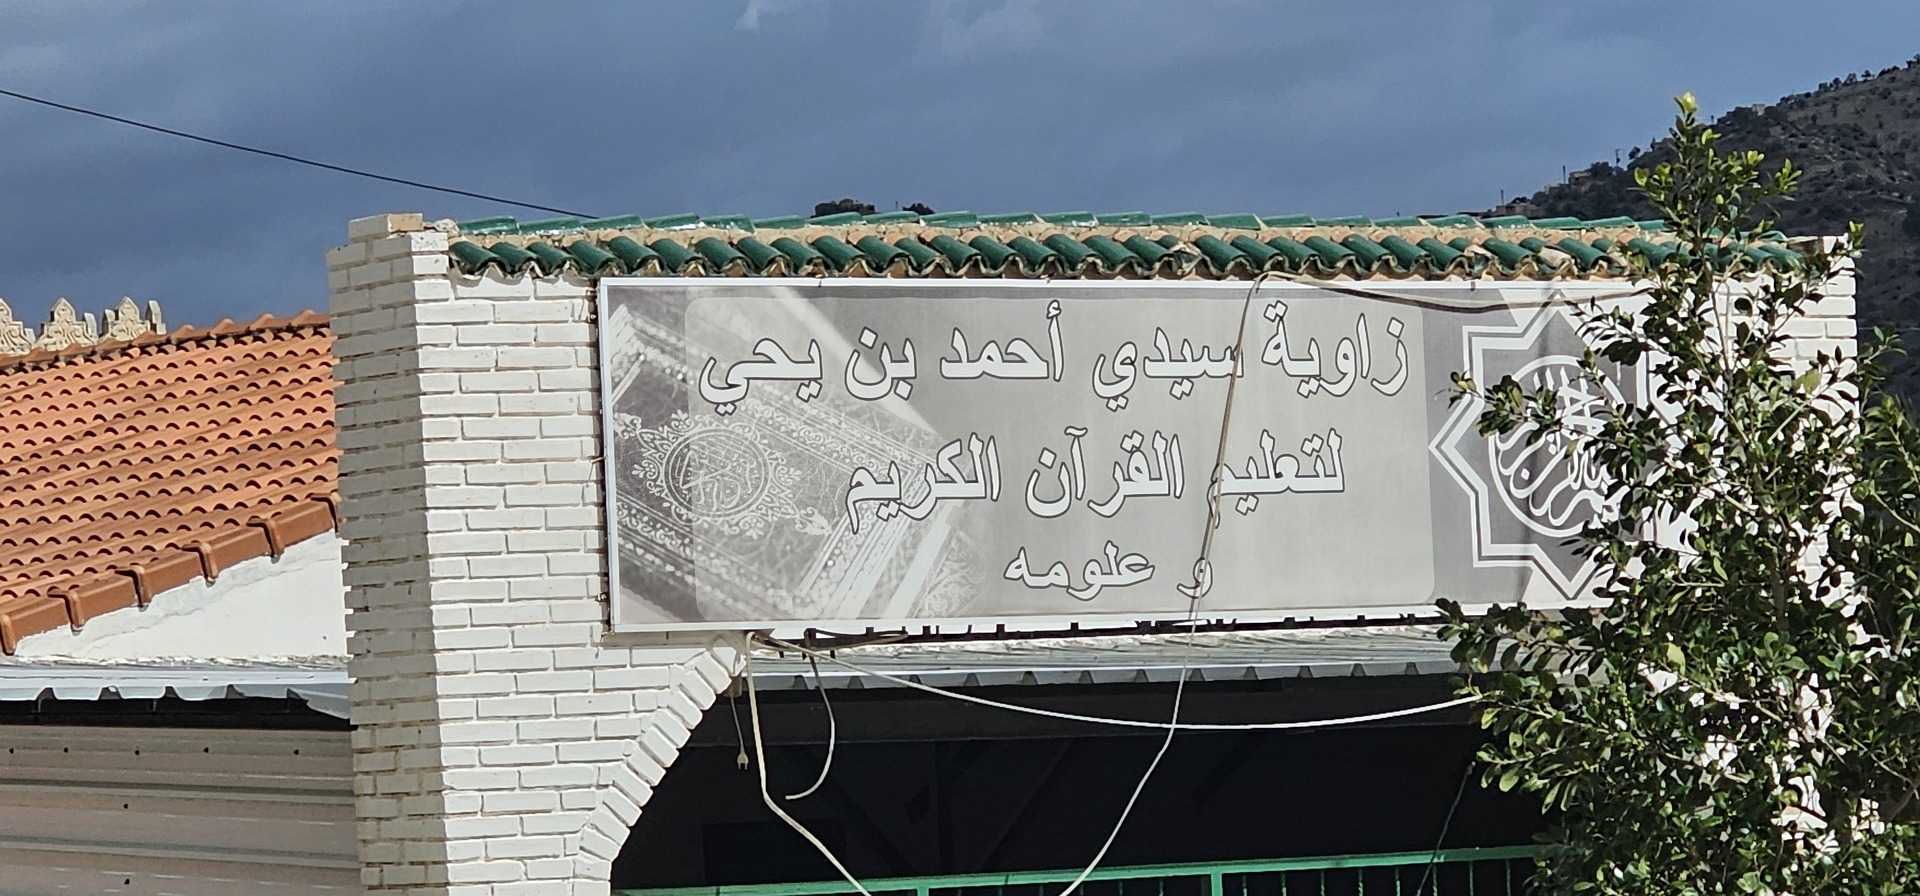 زاوية سيدي أحمد بن يحي
لتعليم القرآن الكريم
و علومه